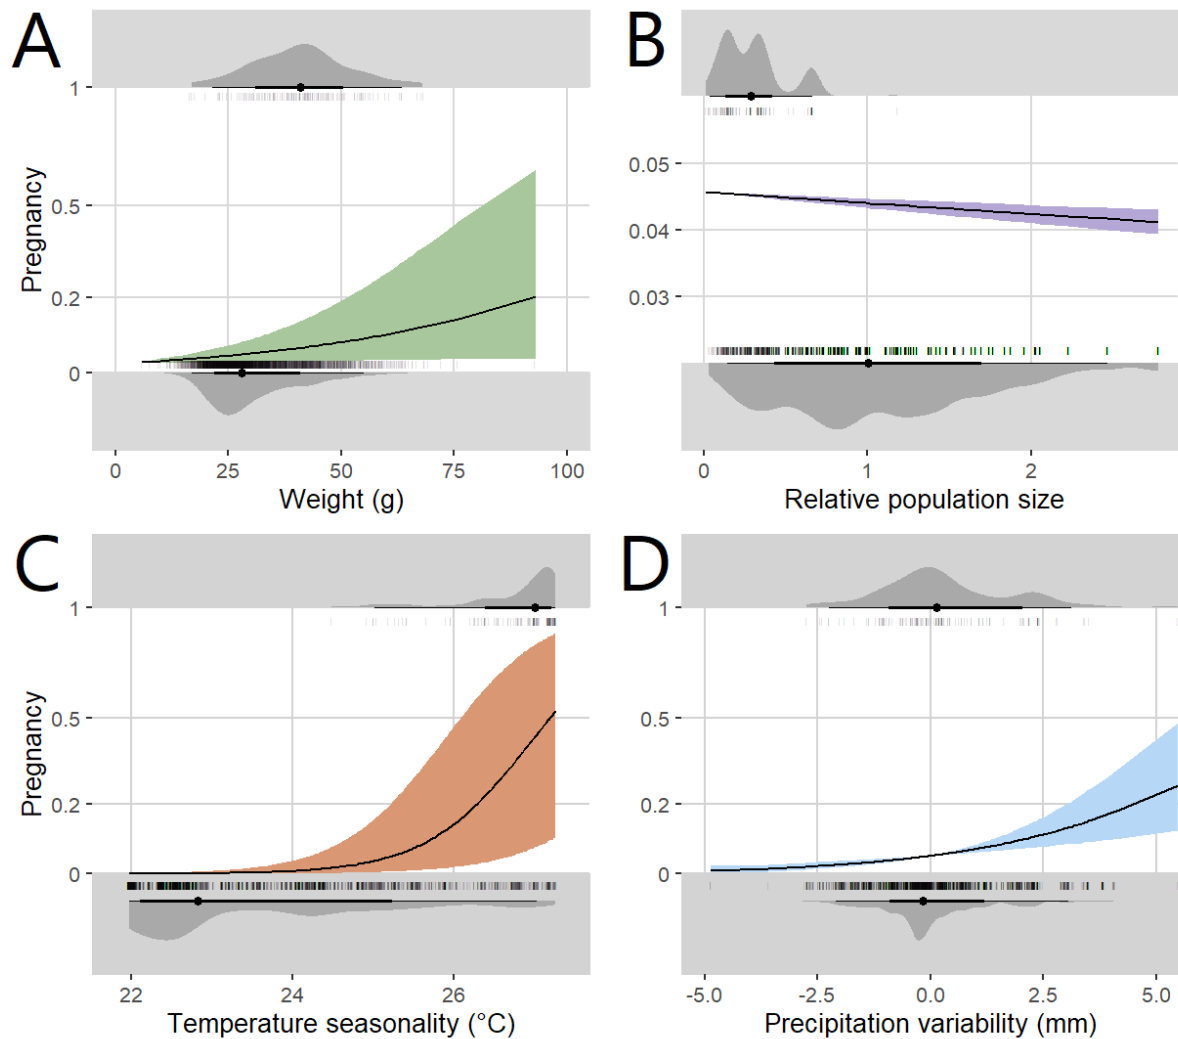 A
1
0.5
0.2
0
Pregnancy
0 25 50 75 100
Weight (g)
B
0.05
0.04
0.03
0 1 2
Relative population size
C
1
0.5
0.2
0
Pregnancy
22 24 26
Temperature seasonality (°C)
D
1
0.5
0.2
0
-5.0 -2.5 0.0 2.5 5.0
Precipitation variability (mm)